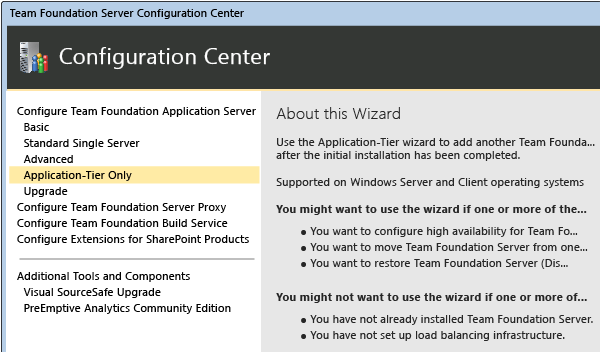 Team Foundation Server Configuration Center
Configuration Center
Configure Team Foundation Application Server
Basic
Standard Single Server
Advanced
Application-Tier Only
Upgrade
Configure Team Foundation Server Proxy
Configure Team Foundation Build Service
Configure Extensions for SharePoint Products
Additional Tools and Components
Visual SourceSafe Upgrade
PreEmptive Analytics Community Edition
About this Wizard
Use the Application-Tier wizard to add another Team Founda...
after the initial installation has been completed.
Supported on Windows Server and Client operating systems
You might want to use the wizard if one or more of the...
• You want to configure high availability for Team Fo...
• You want to move Team Foundation Server from one...
• You want to restore Team Foundation Server (Dis...
You might not want to use the wizard if one or more of...
• You have not already installed Team Foundation Server.
• You have not set up load balancing infrastructure.